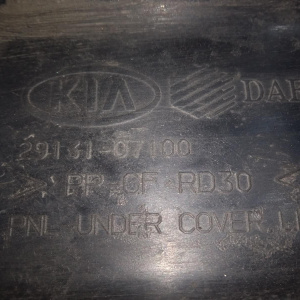 KIA DAE
29131-07100
> PP-GF RD30 <
PNL UNDER COVER, L